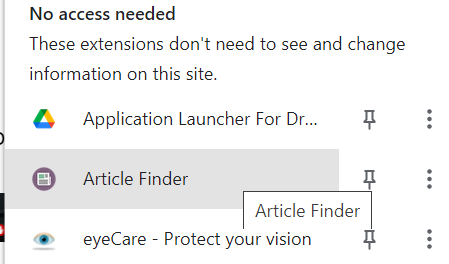 No access needed
These extensions don't need to see and change
information on this site.
Application Launcher For Dr...
Article Finder
Article Finder
eyeCare - Protect your vision